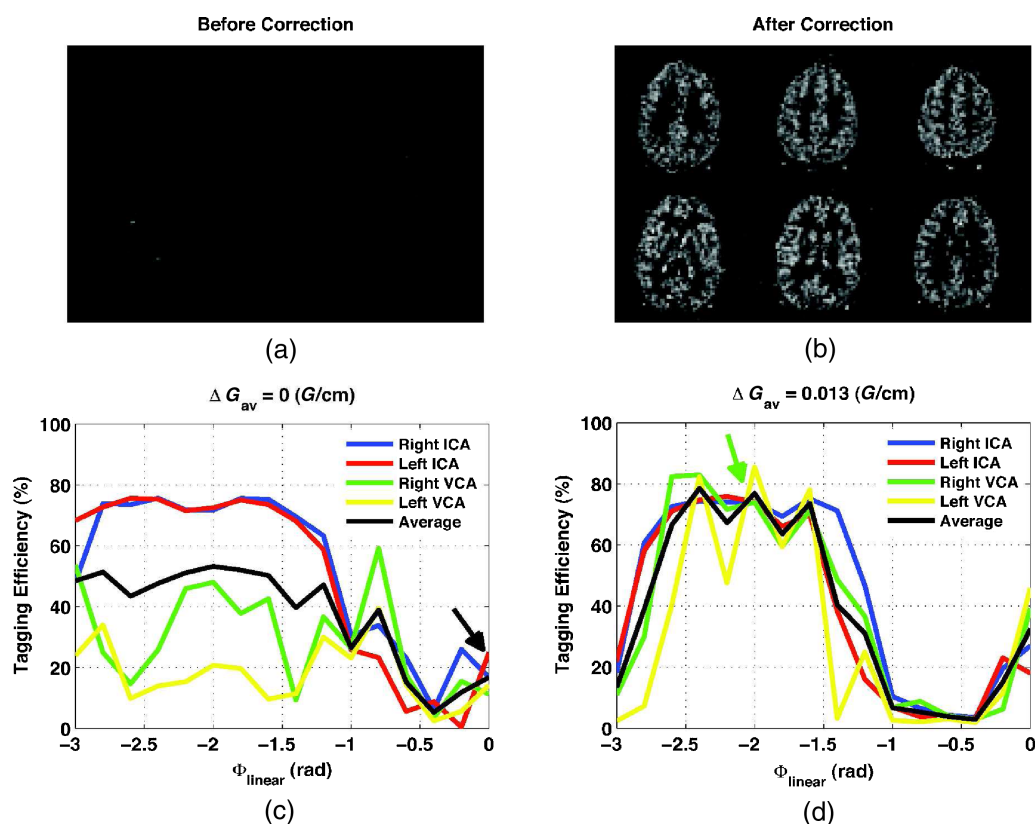 Before Correction
After Correction
(a)
(b)
Δ G_av = 0 (G/cm)
Tagging Efficiency (%)
100
80
60
40
20
0
Right ICA
Left ICA
Right VCA
Left VCA
Average
−3
−2.5
−2
−1.5
−1
−0.5
0
Φ_linear (rad)
(c)
Δ G_av = 0.013 (G/cm)
Tagging Efficiency (%)
100
80
60
40
20
0
Right ICA
Left ICA
Right VCA
Left VCA
Average
−3
−2.5
−2
−1.5
−1
−0.5
0
Φ_linear (rad)
(d)